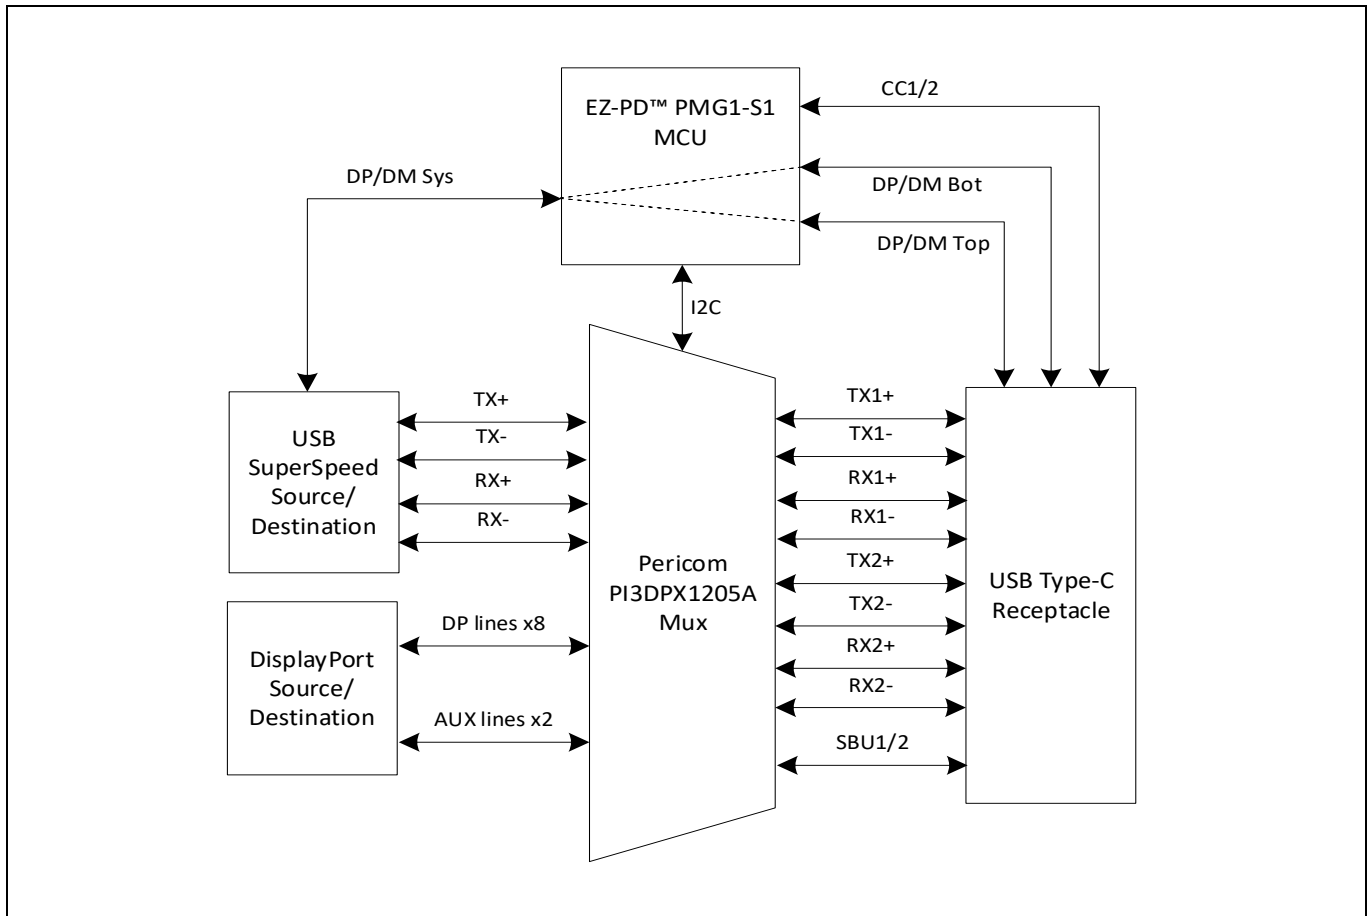 EZ-PD™ PMG1-S1
MCU
CC1/2
DP/DM Sys
DP/DM Bot
DP/DM Top
I2C
USB
SuperSpeed
Source/
Destination
TX+
TX-
RX+
RX-
DisplayPort
Source/
Destination
DP lines x8
AUX lines x2
Pericom
PI3DPX1205A
Mux
TX1+
TX1-
RX1+
RX1-
TX2+
TX2-
RX2+
RX2-
SBU1/2
USB Type-C
Receptacle